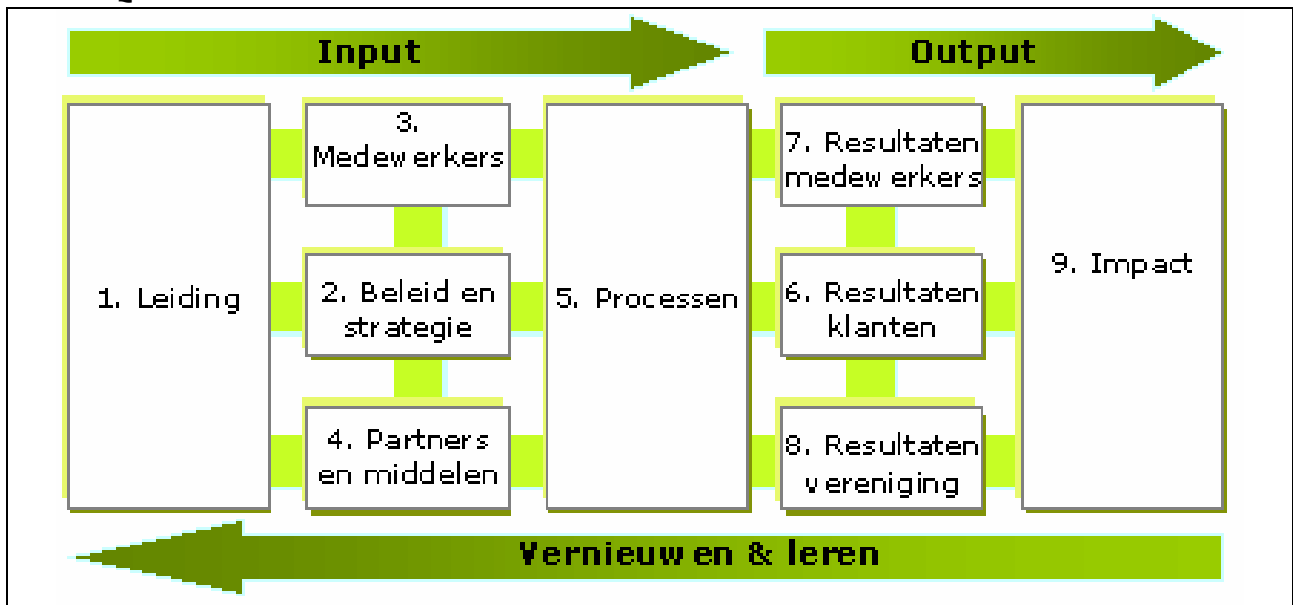 Input
Output
1. Leiding
3.
Medewerkers
2. Beleid en
strategie
4. Partners
en middelen
5. Processen
7. Resultaten
medewerkers
6. Resultaten
klanten
8. Resultaten
vereniging
9. Impact
Vernieuwen & leren